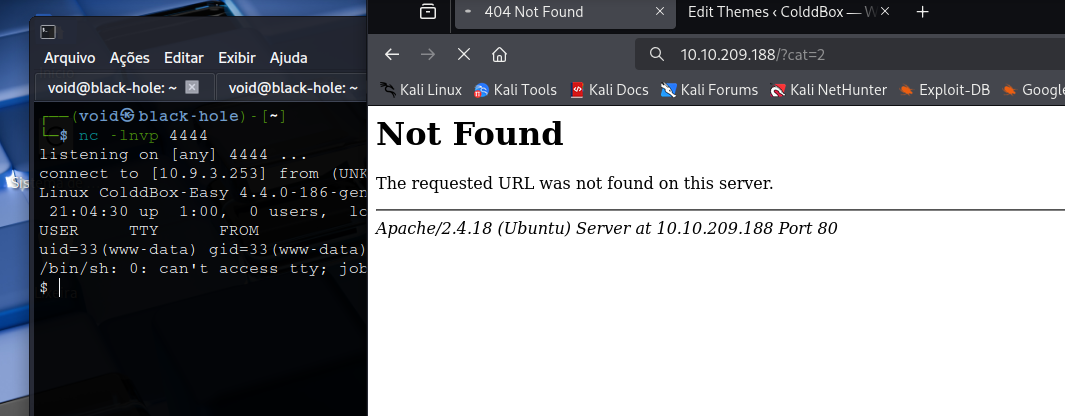 Arquivo Ações Editar Exibir Ajuda
void@black-hole: ~
void@black-hole: ~
┌──(void㉿black-hole)-[~]
└─$ nc -lnvp 4444
listening on [any] 4444 ...
connect to [10.9.3.253] from (UNK
Linux ColddBox-Easy 4.4.0-186-gen
21:04:30 up 1:00, 0 users, lo
USER TTY FROM
uid=33(www-data) gid=33(www-data)
/bin/sh: 0: can't access tty; job
$
404 Not Found
Edit Themes ‹ ColddBox — W
10.10.209.188/?cat=2
Kali Linux Kali Tools Kali Docs Kali Forums Kali NetHunter Exploit-DB Google
Not Found
The requested URL was not found on this server.
Apache/2.4.18 (Ubuntu) Server at 10.10.209.188 Port 80